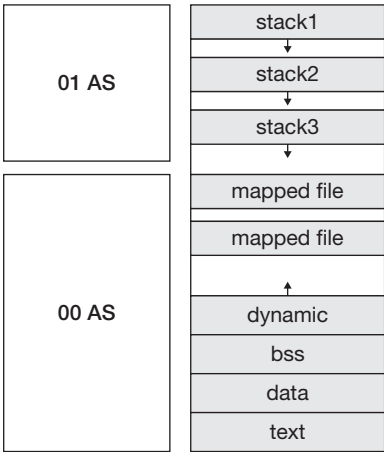 01 AS
00 AS
stack1
stack2
stack3
mapped file
mapped file
dynamic
bss
data
text